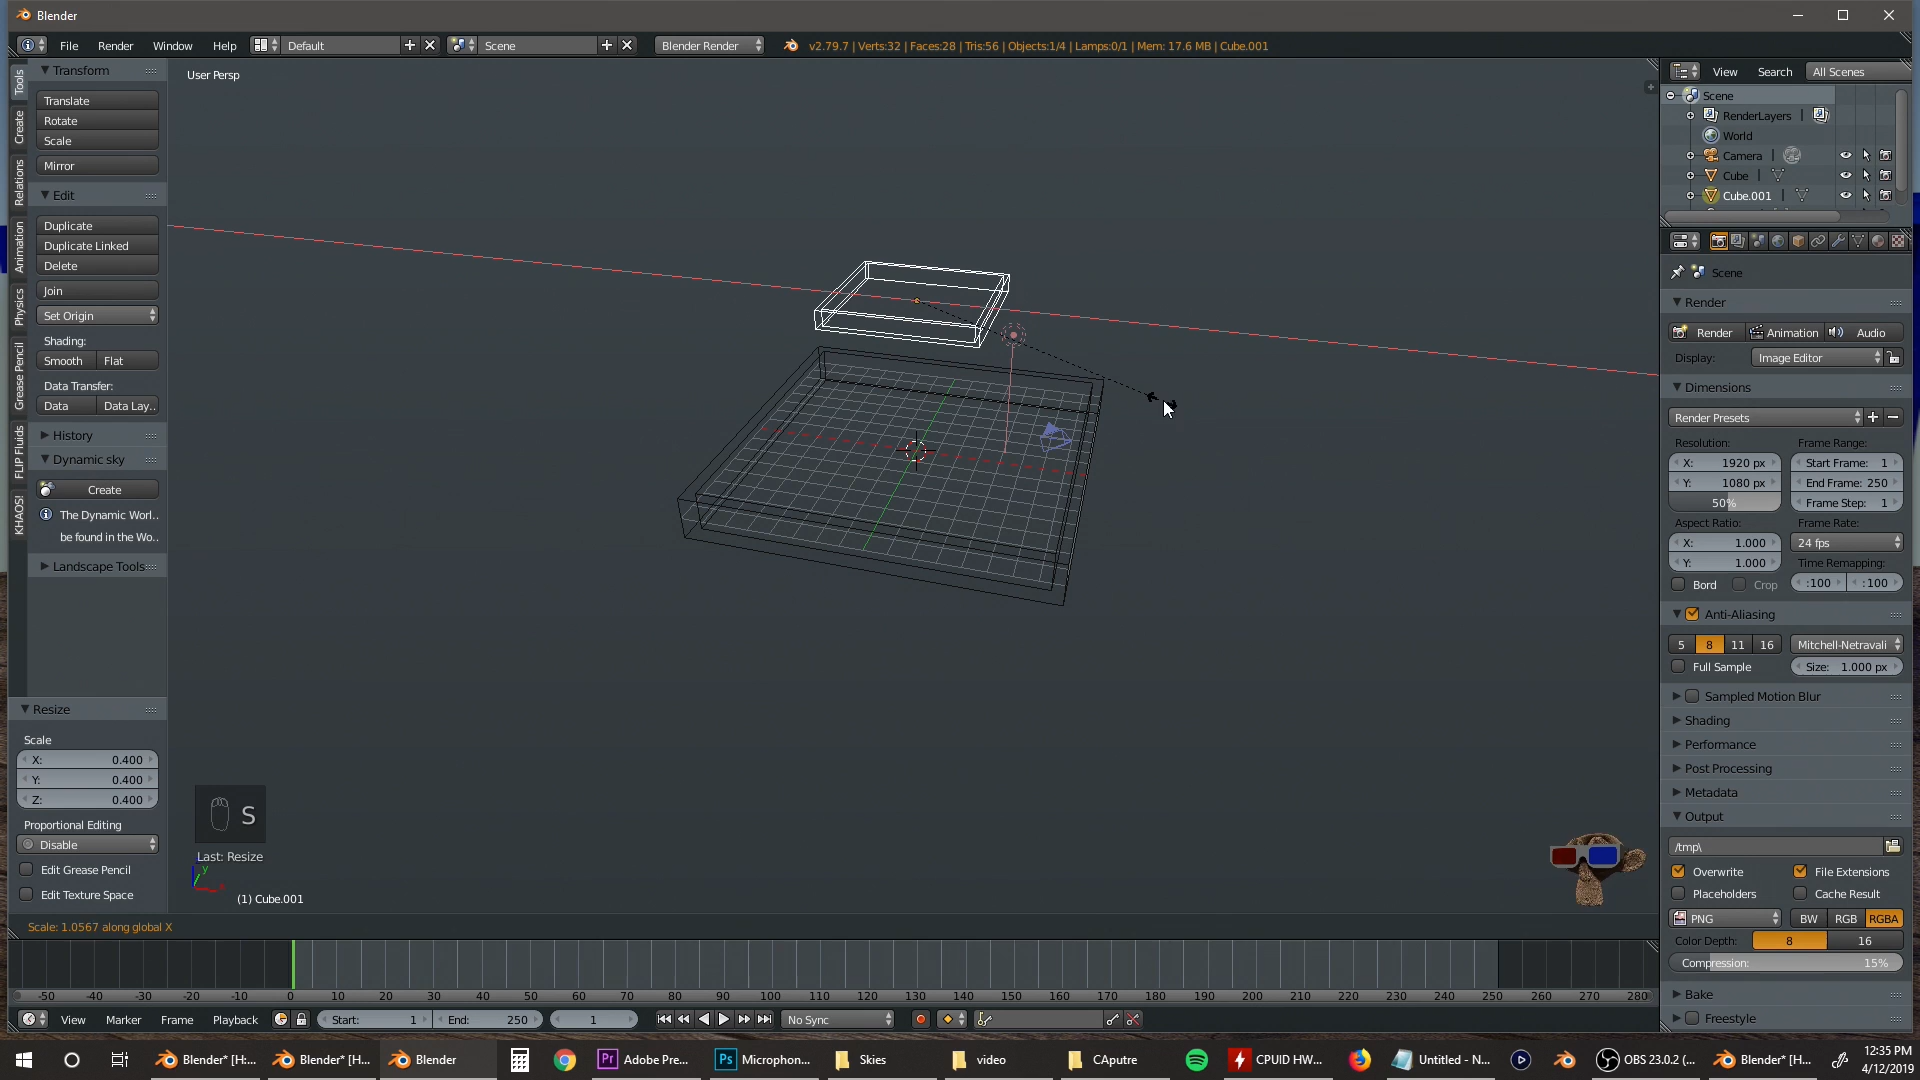 Blender
File Render Window Help Default Scene Blender Render v2.79.7 | Verts:32 | Faces:28 | Tris:56 | Objects:1/4 | Lamps:0/1 | Mem: 17.6 MB | Cube.001
Tools
Create
Relations
Animation
Physics
Grease Pencil
FLIP Fluids
KHAOS!
Transform
Translate
Rotate
Scale
Mirror
Edit
Duplicate
Duplicate Linked
Delete
Join
Set Origin
Shading:
Smooth Flat
Data Transfer:
Data Data Lay..
History
Dynamic sky
Create
The Dynamic Worl..
be found in the Wo..
Landscape Tools
Resize
Scale
X: 0.400
Y: 0.400
Z: 0.400
Proportional Editing
Disable
Edit Grease Pencil
Edit Texture Space
User Persp
S
Last: Resize
y
(1) Cube.001
Scale: 1.0567 along global X
View Search All Scenes
Scene
RenderLayers |
World
Camera |
Cube |
Cube.001 |
Scene
Render
Render Animation Audio
Display: Image Editor
Dimensions
Render Presets
Resolution: Frame Range:
X: 1920 px Start Frame: 1
Y: 1080 px End Frame: 250
50% Frame Step: 1
Aspect Ratio: Frame Rate:
X: 1.000 24 fps
Y: 1.000 Time Remapping:
Bord Crop :100 :100
Anti-Aliasing
5 8 11 16 Mitchell-Netravali
Full Sample Size: 1.000 px
Sampled Motion Blur
Shading
Performance
Post Processing
Metadata
Output
/tmp\
Overwrite File Extensions
Placeholders Cache Result
PNG BW RGB RGBA
Color Depth: 8 16
Compression: 15%
Bake
Freestyle
-50 -40 -30 -20 -10 0 10 20 30 40 50 60 70 80 90 100 110 120 130 140 150 160 170 180 190 200 210 220 230 240 250 260 270 280
View Marker Frame Playback Start: 1 End: 250 1 No Sync
Blender* [H:... Blender* [H... Blender Adobe Pre... Microphon... Skies video CAputre CPUID HW... Untitled - N... OBS 23.0.2 (... Blender* [H...
12:35 PM
4/12/2019